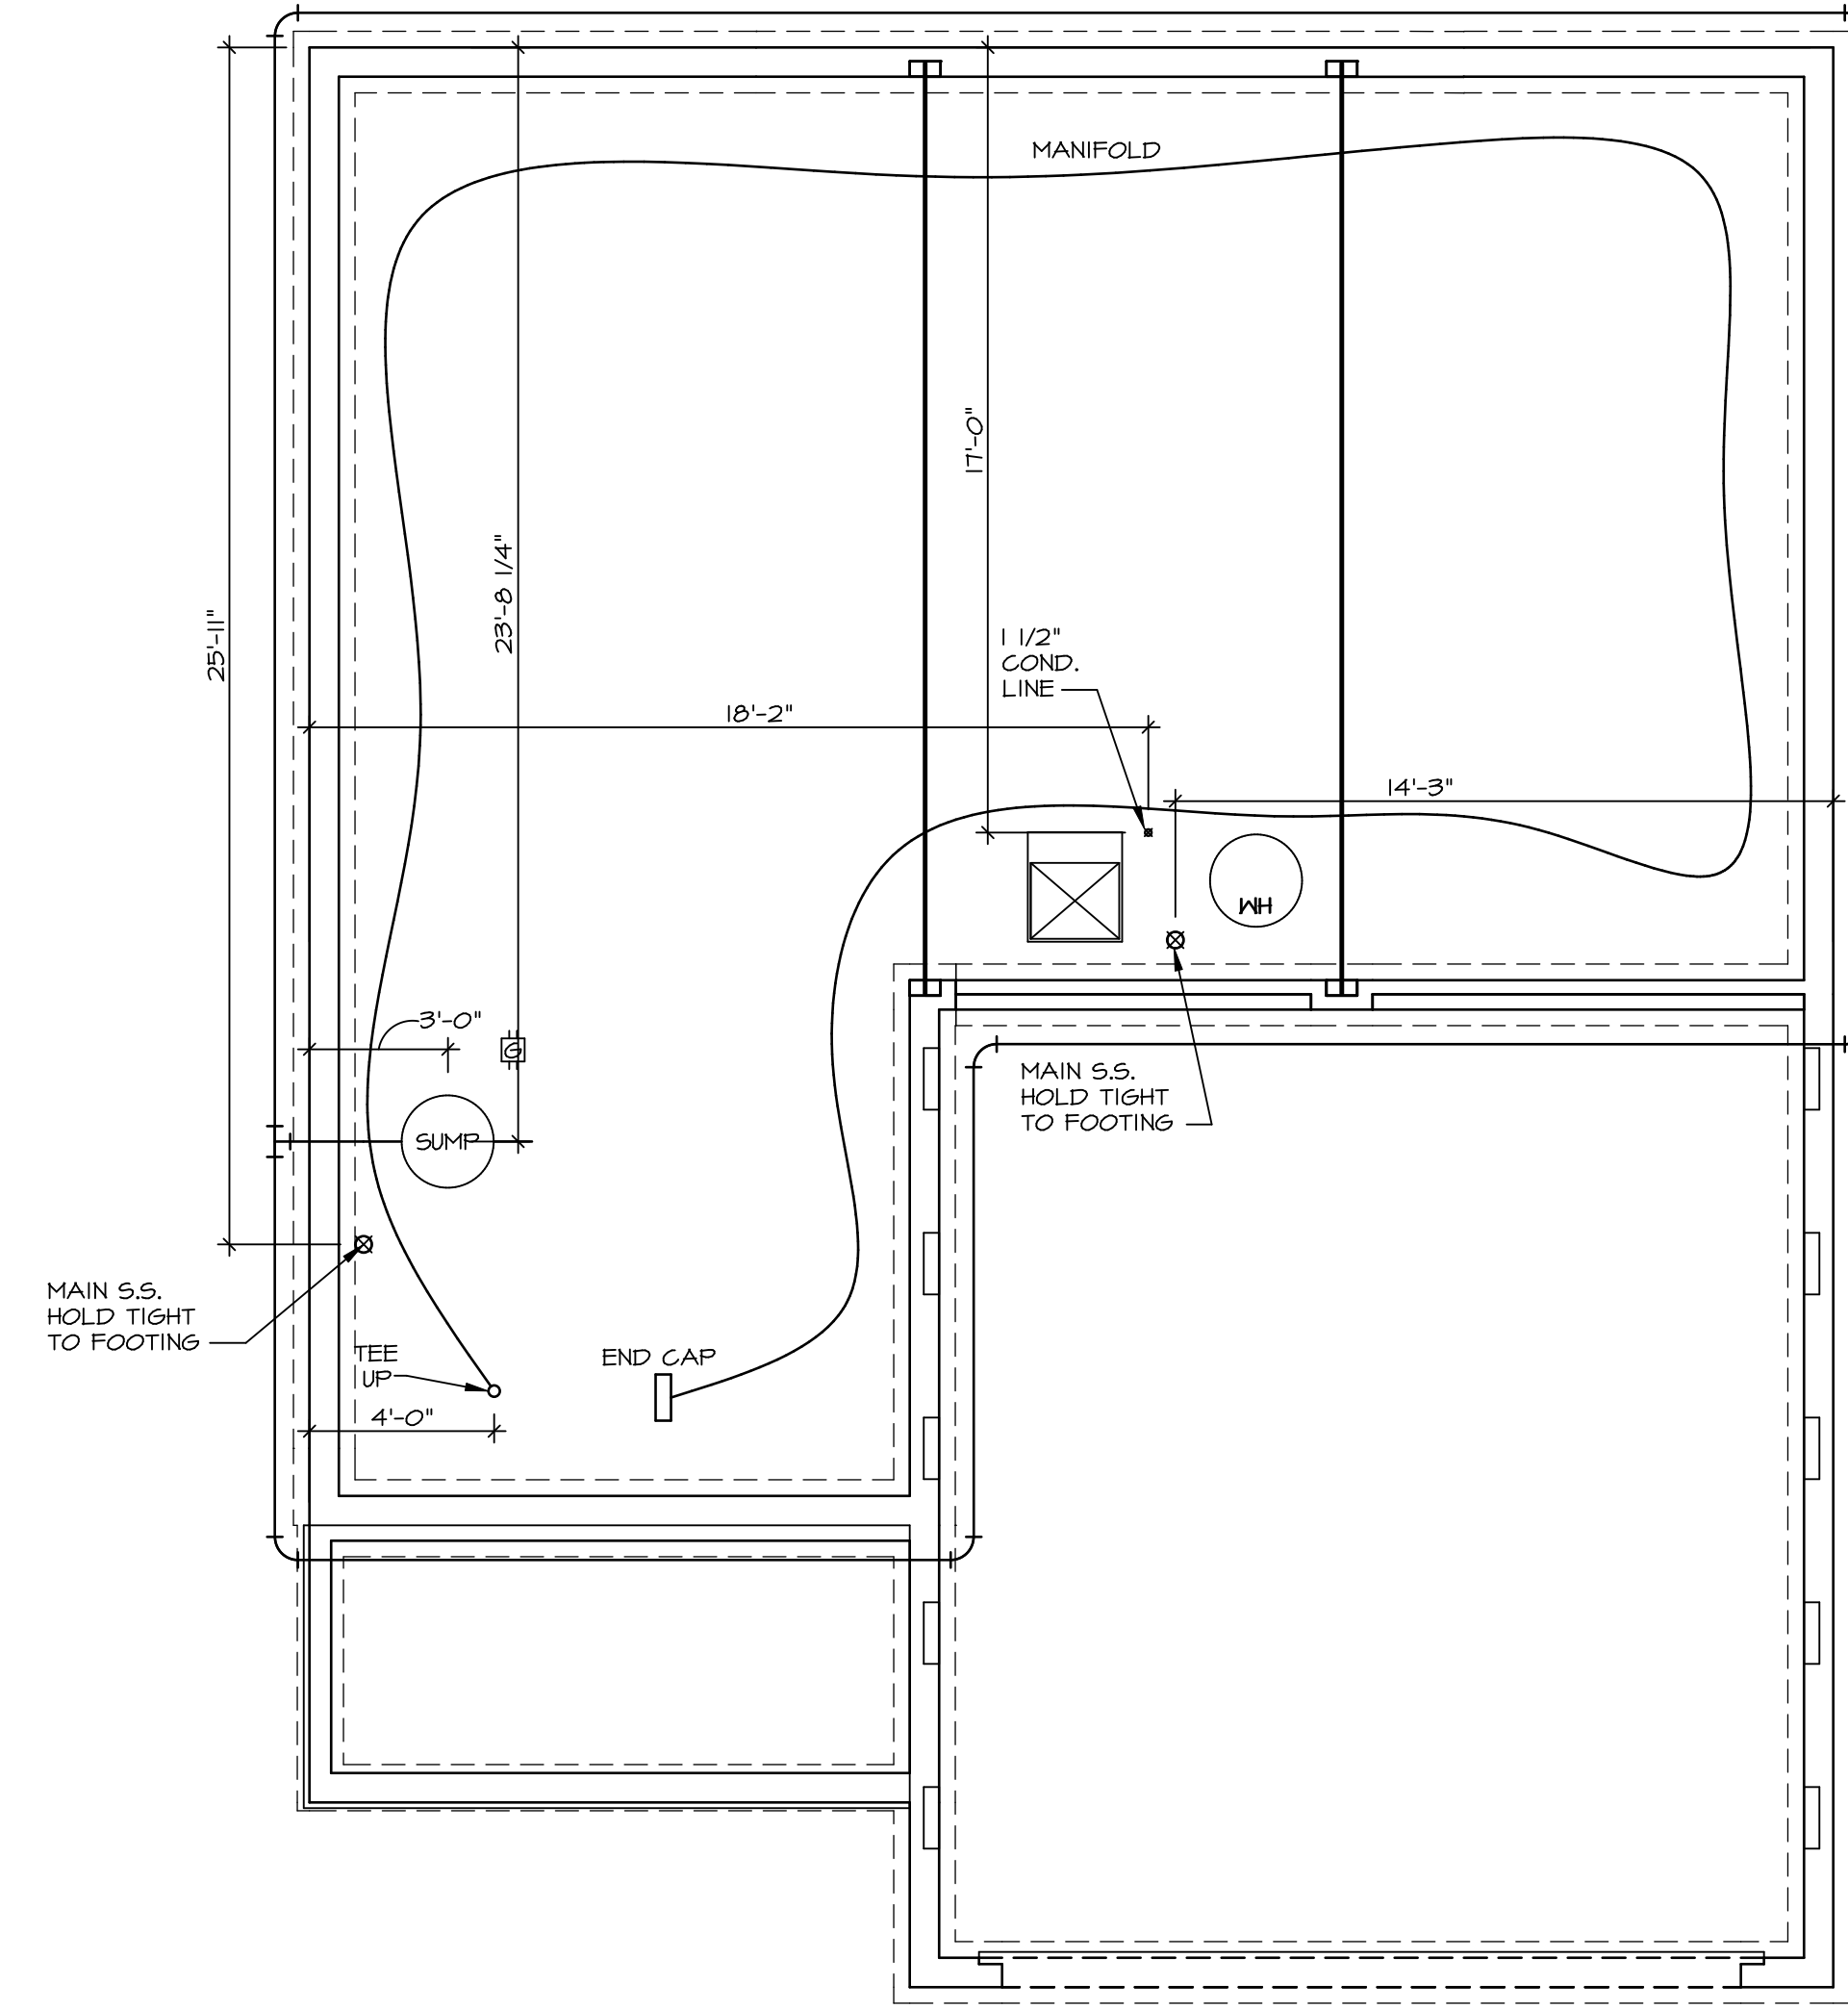 MANIFOLD
17'-0"
23'-8 1/4"
25'-11"
1 1/2"
COND.
LINE
18'-2"
14'-3"
WH
3'-0"
G
MAIN S.S.
HOLD TIGHT
TO FOOTING
SUMP
MAIN S.S.
HOLD TIGHT
TO FOOTING
TEE
UP
END CAP
4'-0"